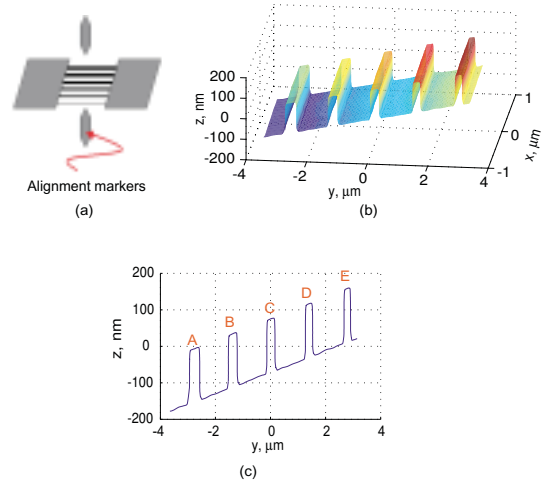 Alignment markers
(a)
200
100
0
-100
-200
z, nm
-4
-2
0
2
4
y, μm
-1
0
1
x, μm
(b)
200
100
0
-100
-200
z, nm
A
B
C
D
E
-4
-2
0
2
4
y, μm
(c)